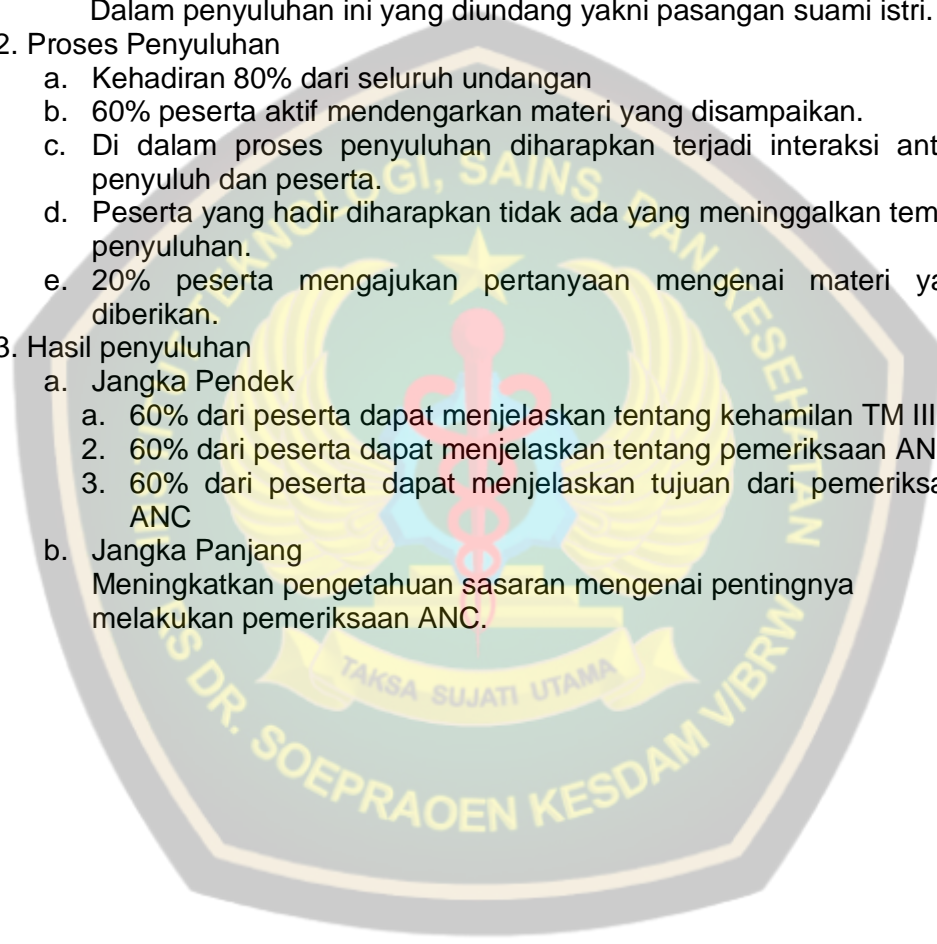 Dalam penyuluhan ini yang diundang yakni pasangan suami istri.
2. Proses Penyuluhan
a. Kehadiran 80% dari seluruh undangan
b. 60% peserta aktif mendengarkan materi yang disampaikan.
c. Di dalam proses penyuluhan diharapkan terjadi interaksi ant
penyuluh dan peserta.
d. Peserta yang hadir diharapkan tidak ada yang meninggalkan tem
penyuluhan.
e. 20% peserta mengajukan pertanyaan mengenai materi ya
diberikan.
3. Hasil penyuluhan
a. Jangka Pendek
a. 60% dari peserta dapat menjelaskan tentang kehamilan TM III
2. 60% dari peserta dapat menjelaskan tentang pemeriksaan AN
3. 60% dari peserta dapat menjelaskan tujuan dari pemeriksa
ANC
b. Jangka Panjang
Meningkatkan pengetahuan sasaran mengenai pentingnya
melakukan pemeriksaan ANC.
TAKSA SUJATI UTAMA
RS DR. SOEPRAOEN KESDAM V/BRW